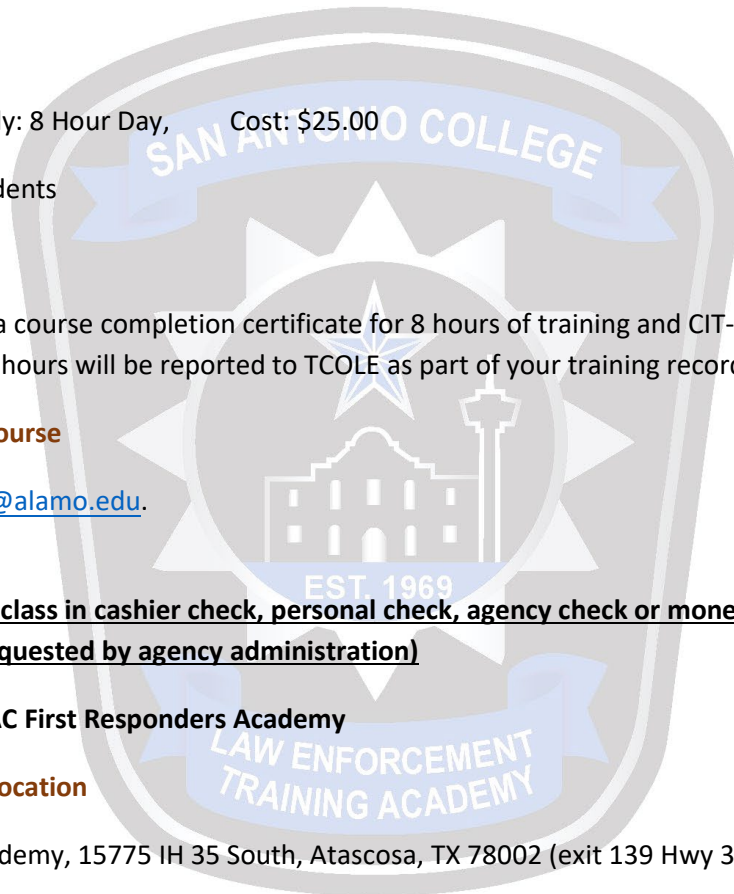 ly: 8 Hour Day, Cost: $25.00
SAN ANTONIO COLLEGE
dents
a course completion certificate for 8 hours of training and CIT-
hours will be reported to TCOLE as part of your training record
ourse
@alamo.edu.
EST. 1969
class in cashier check, personal check, agency check or mone
quested by agency administration)
AC First Responders Academy
LAW ENFORCEMENT
TRAINING ACADEMY
ocation
demy, 15775 IH 35 South, Atascosa, TX 78002 (exit 139 Hwy 3